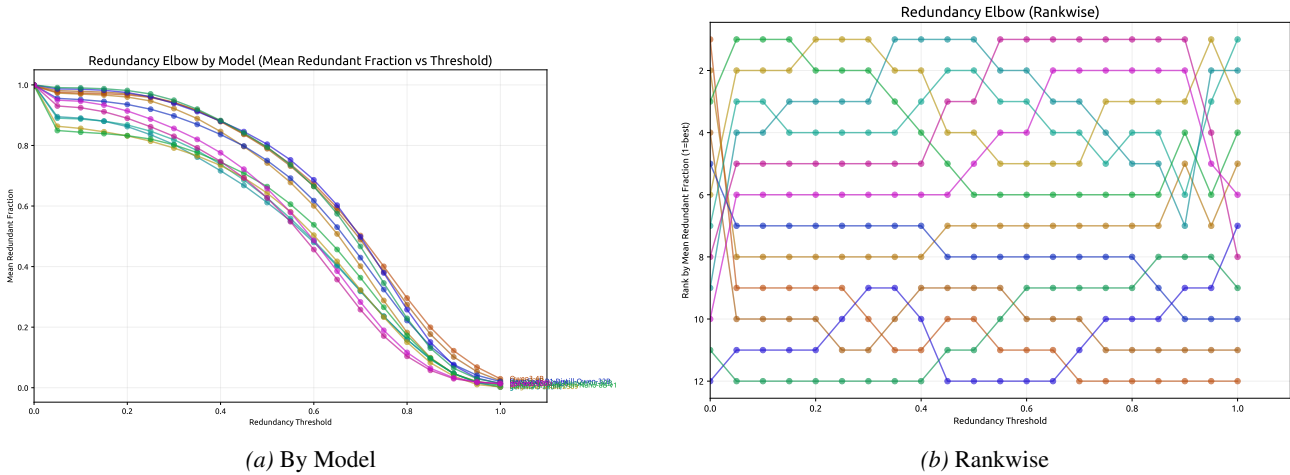 Redundancy Elbow by Model (Mean Redundant Fraction vs Threshold)
Mean Redundant Fraction
1.0
0.8
0.6
0.4
0.2
0.0
0.0 0.2 0.4 0.6 0.8 1.0
Redundancy Threshold
(a) By Model
Redundancy Elbow (Rankwise)
Rank by Mean Redundant Fraction (1=best)
2
4
6
8
10
12
0.0 0.2 0.4 0.6 0.8 1.0
Redundancy Threshold
(b) Rankwise